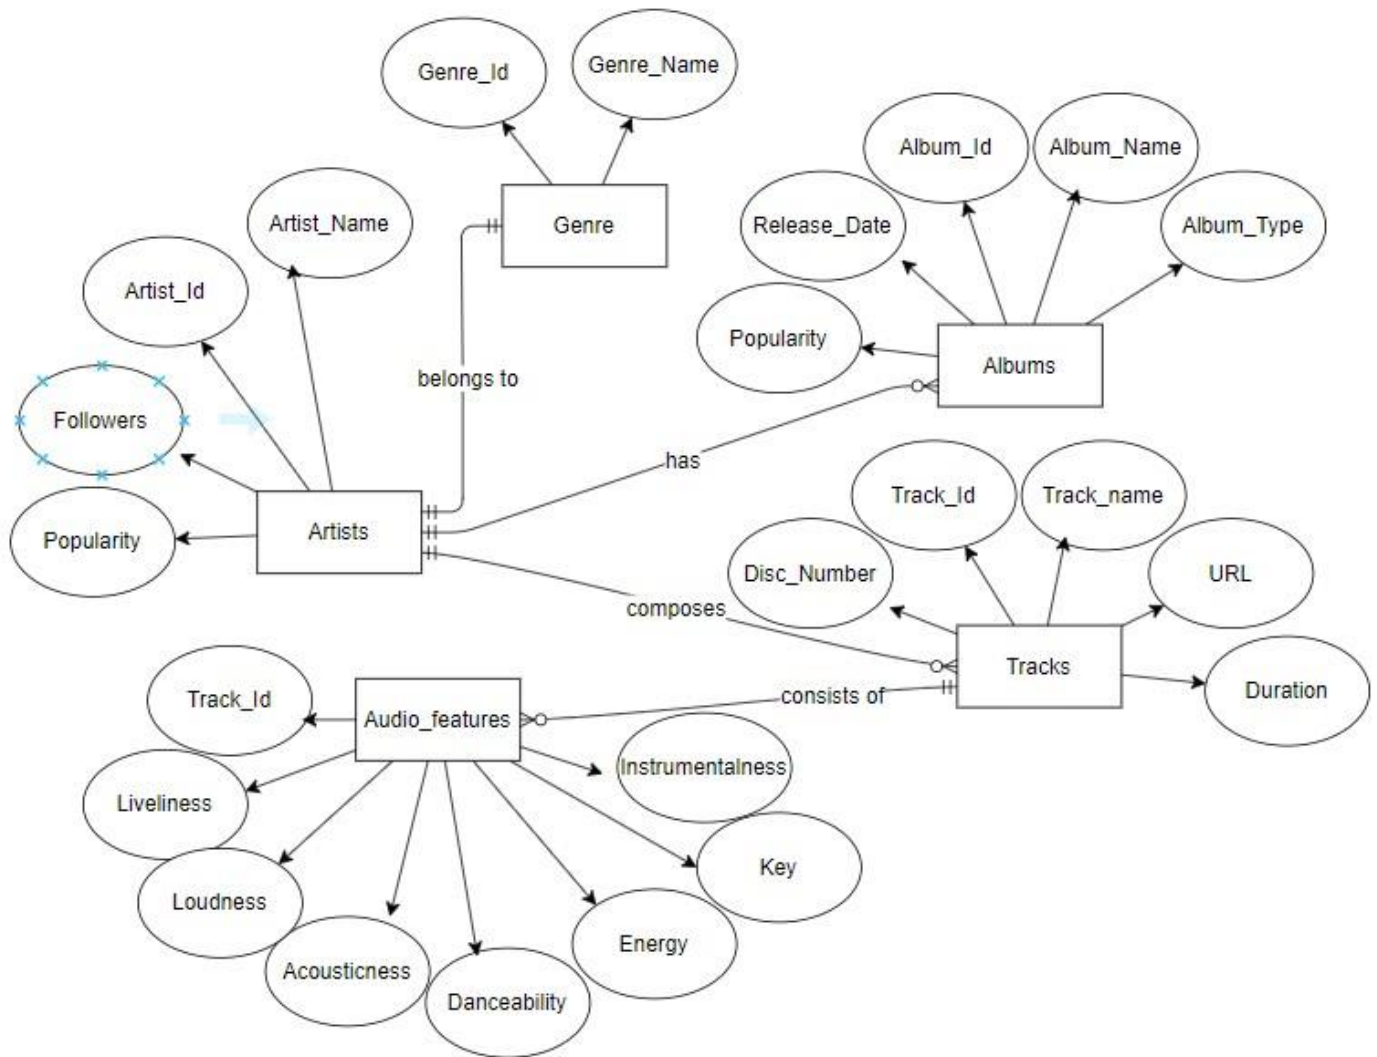 Genre_Id
Genre_Name
Genre
Artist_Name
Artist_Id
Followers
Popularity
Artists
belongs to
has
composes
Album_Id
Album_Name
Release_Date
Album_Type
Popularity
Albums
Track_Id
Track_name
Disc_Number
URL
Tracks
Duration
consists of
Track_Id
Audio_features
Instrumentalness
Liveliness
Key
Loudness
Energy
Acousticness
Danceability